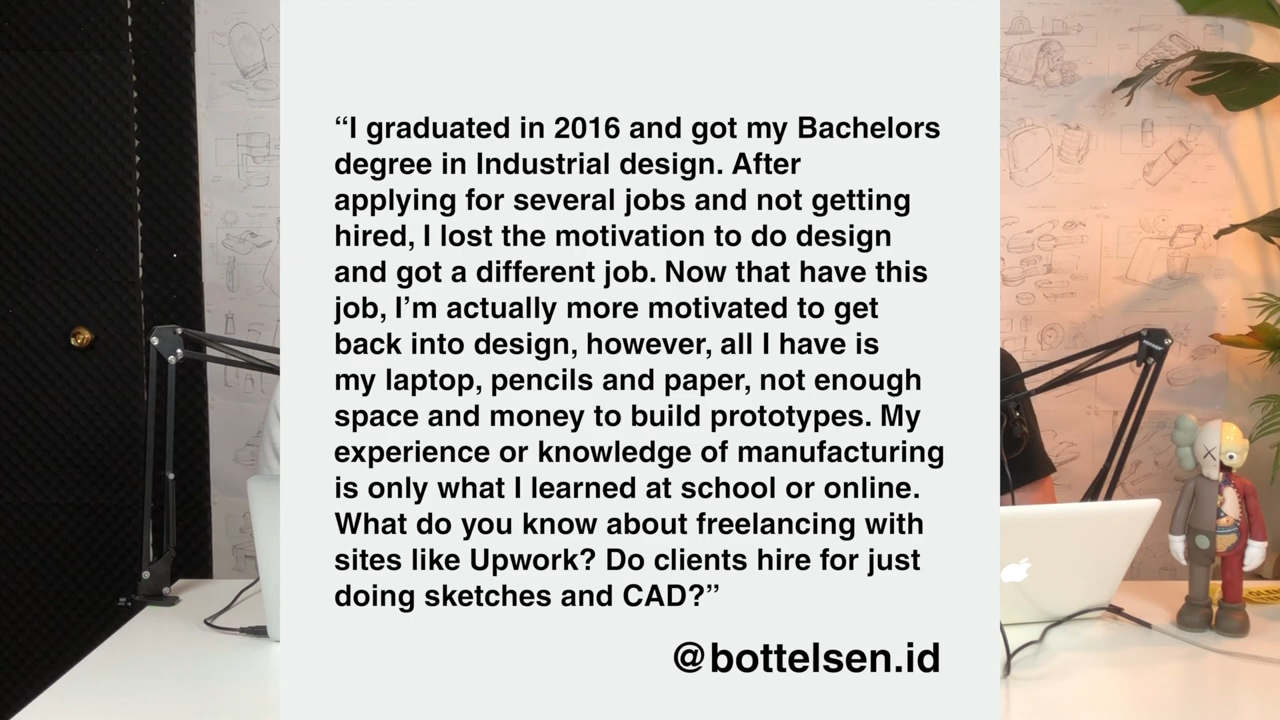 “I graduated in 2016 and got my Bachelors
degree in Industrial design. After
applying for several jobs and not getting
hired, I lost the motivation to do design
and got a different job. Now that have this
job, I’m actually more motivated to get
back into design, however, all I have is
my laptop, pencils and paper, not enough
space and money to build prototypes. My
experience or knowledge of manufacturing
is only what I learned at school or online.
What do you know about freelancing with
sites like Upwork? Do clients hire for just
doing sketches and CAD?”
@bottelsen.id